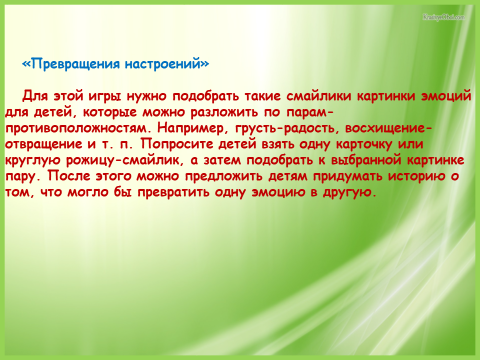 «Превращения настроений»
Для этой игры нужно подобрать такие смайлики картинки эмоций
для детей, которые можно разложить по парам-
противоположностям. Например, грусть-радость, восхищение-
отвращение и т. п. Попросите детей взять одну карточку или
круглую рожицу-смайлик, а затем подобрать к выбранной картинке
пару. После этого можно предложить детям придумать историю о
том, что могло бы превратить одну эмоцию в другую.